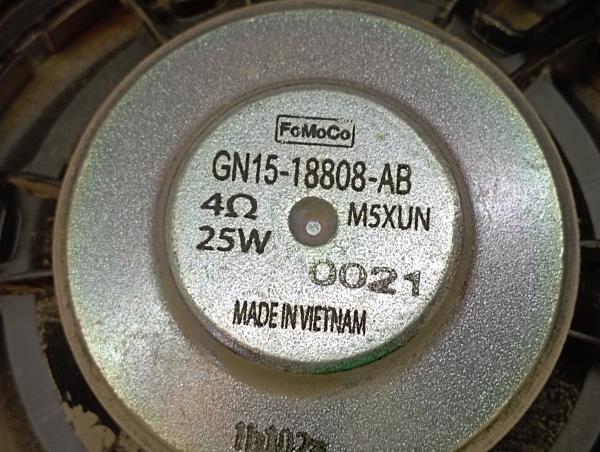 FoMoCo
GN15-18808-AB
4Ω M5XUN
25W
0021
MADE IN VIETNAM